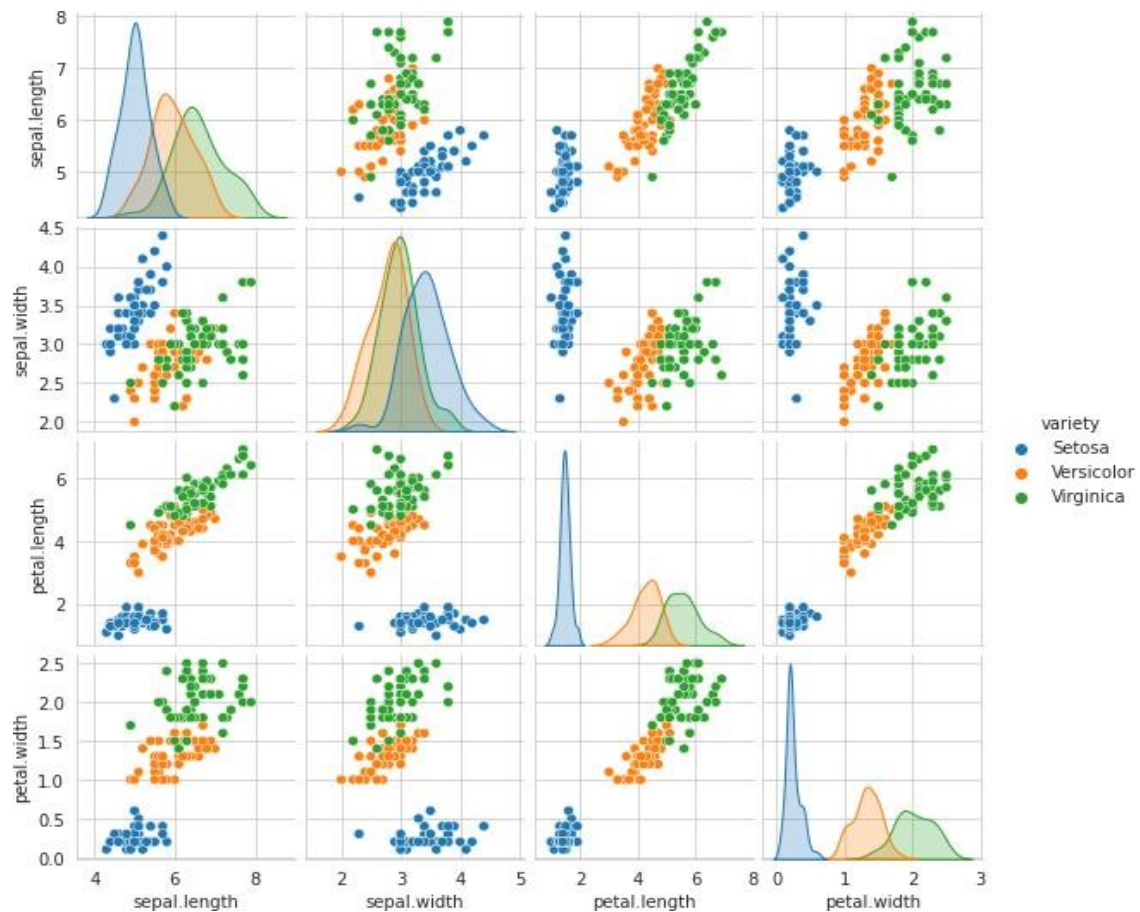 sepal.length
8
7
6
5
sepal.width
4.5
4.0
3.5
3.0
2.5
2.0
variety
Setosa
Versicolor
Virginica
petal.length
6
4
2
petal.width
2.5
2.0
1.5
1.0
0.5
0.0
4 6 8 2 3 4 5 2 4 6 8 0 1 2 3
sepal.length sepal.width petal.length petal.width